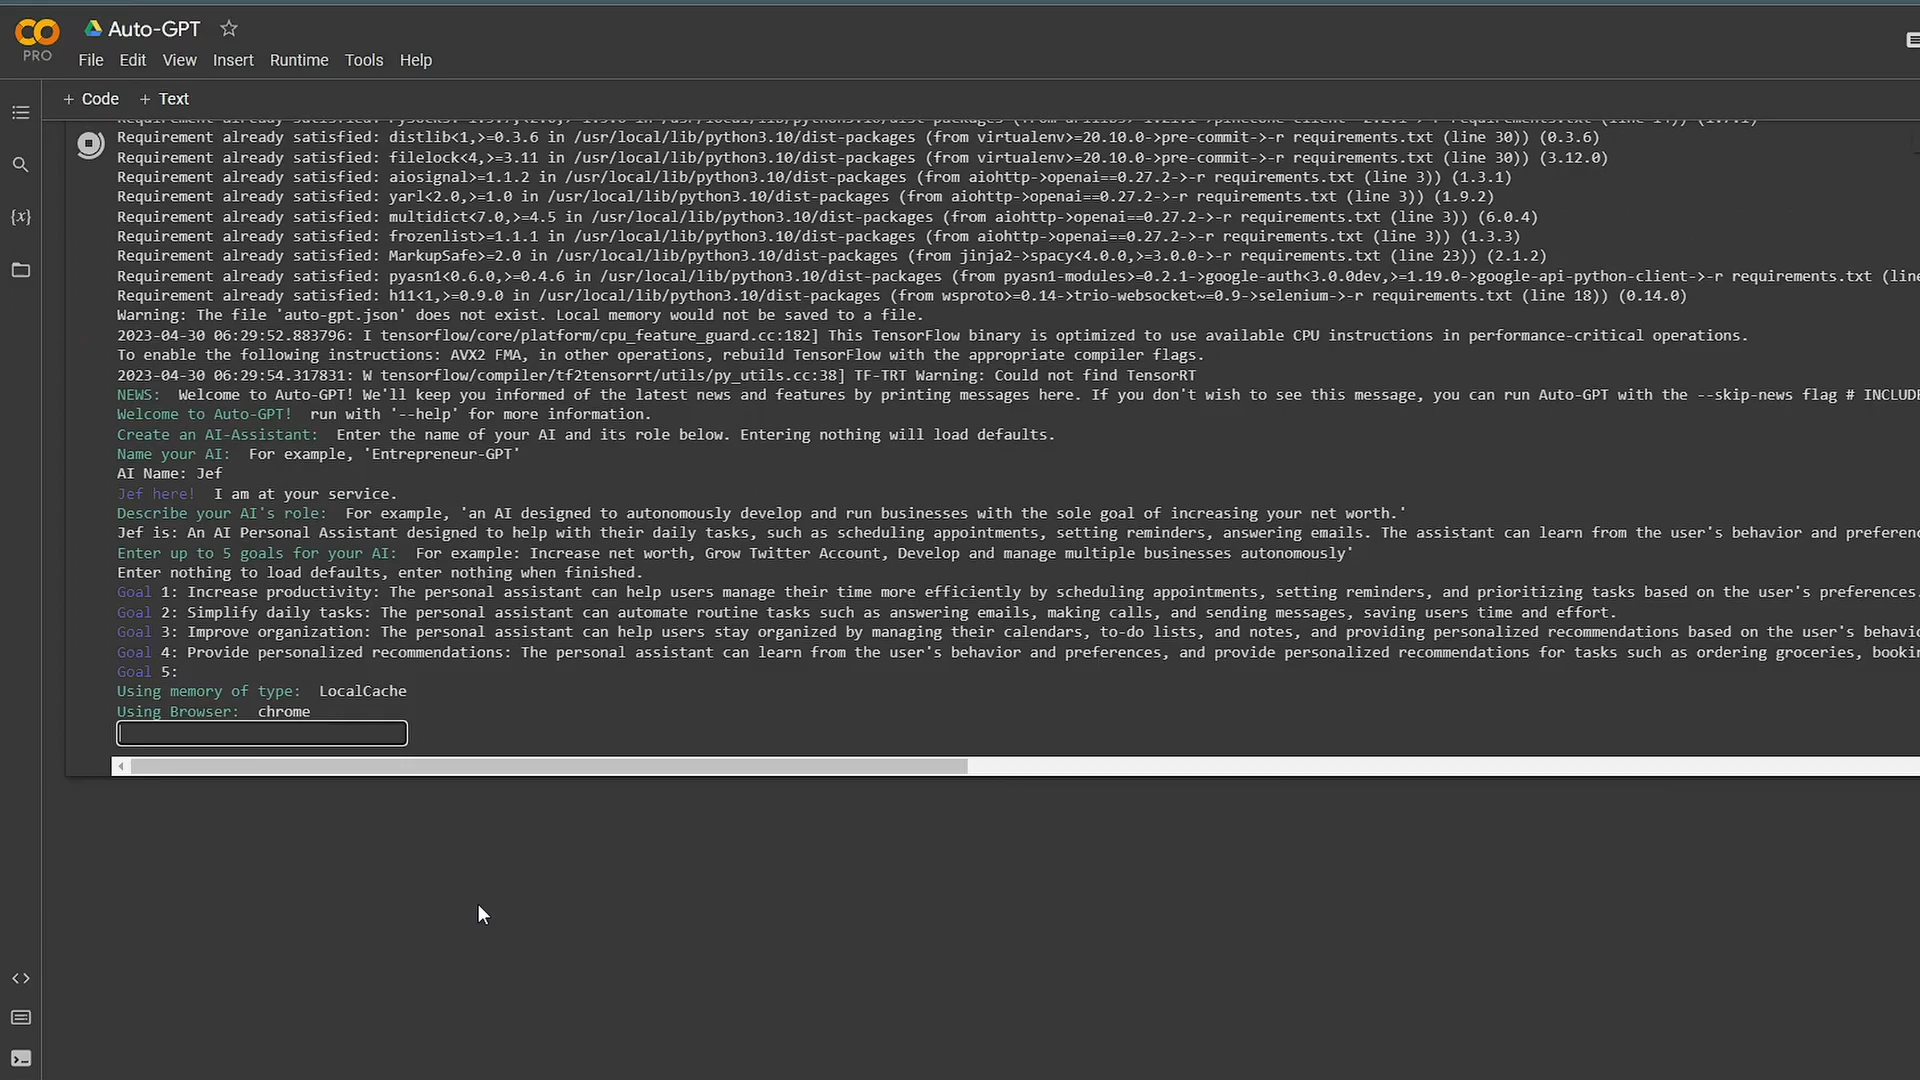 Auto-GPT
PRO
File Edit View Insert Runtime Tools Help
+ Code + Text
Requirement already satisfied: distlib<1,>=0.3.6 in /usr/local/lib/python3.10/dist-packages (from virtualenv>=20.10.0->pre-commit->-r requirements.txt (line 30)) (0.3.6)
Requirement already satisfied: filelock<4,>=3.11 in /usr/local/lib/python3.10/dist-packages (from virtualenv>=20.10.0->pre-commit->-r requirements.txt (line 30)) (3.12.0)
Requirement already satisfied: aiosignal>=1.1.2 in /usr/local/lib/python3.10/dist-packages (from aiohttp->openai==0.27.2->-r requirements.txt (line 3)) (1.3.1)
Requirement already satisfied: yarl<2.0,>=1.0 in /usr/local/lib/python3.10/dist-packages (from aiohttp->openai==0.27.2->-r requirements.txt (line 3)) (1.9.2)
Requirement already satisfied: multidict<7.0,>=4.5 in /usr/local/lib/python3.10/dist-packages (from aiohttp->openai==0.27.2->-r requirements.txt (line 3)) (6.0.4)
Requirement already satisfied: frozenlist>=1.1.1 in /usr/local/lib/python3.10/dist-packages (from aiohttp->openai==0.27.2->-r requirements.txt (line 3)) (1.3.3)
Requirement already satisfied: MarkupSafe>=2.0 in /usr/local/lib/python3.10/dist-packages (from jinja2->spacy<4.0.0,>=3.0.0->-r requirements.txt (line 23)) (2.1.2)
Requirement already satisfied: pyasn1<0.6.0,>=0.4.6 in /usr/local/lib/python3.10/dist-packages (from pyasn1-modules>=0.2.1->google-auth<3.0.0dev,>=1.19.0->google-api-python-client->-r requirements.txt (line
Requirement already satisfied: h11<1,>=0.9.0 in /usr/local/lib/python3.10/dist-packages (from wsproto>=0.14->trio-websocket~=0.9->selenium->-r requirements.txt (line 18)) (0.14.0)
Warning: The file 'auto-gpt.json' does not exist. Local memory would not be saved to a file.
2023-04-30 06:29:52.883796: I tensorflow/core/platform/cpu_feature_guard.cc:182] This TensorFlow binary is optimized to use available CPU instructions in performance-critical operations.
To enable the following instructions: AVX2 FMA, in other operations, rebuild TensorFlow with the appropriate compiler flags.
2023-04-30 06:29:54.317831: W tensorflow/compiler/tf2tensorrt/utils/py_utils.cc:38] TF-TRT Warning: Could not find TensorRT
NEWS: Welcome to Auto-GPT! We'll keep you informed of the latest news and features by printing messages here. If you don't wish to see this message, you can run Auto-GPT with the --skip-news flag # INCLUDE
Welcome to Auto-GPT! run with '--help' for more information.
Create an AI-Assistant: Enter the name of your AI and its role below. Entering nothing will load defaults.
Name your AI: For example, 'Entrepreneur-GPT'
AI Name: Jef
Jef here! I am at your service.
Describe your AI's role: For example, 'an AI designed to autonomously develop and run businesses with the sole goal of increasing your net worth.'
Jef is: An AI Personal Assistant designed to help with their daily tasks, such as scheduling appointments, setting reminders, answering emails. The assistant can learn from the user's behavior and preferenc
Enter up to 5 goals for your AI: For example: Increase net worth, Grow Twitter Account, Develop and manage multiple businesses autonomously'
Enter nothing to load defaults, enter nothing when finished.
Goal 1: Increase productivity: The personal assistant can help users manage their time more efficiently by scheduling appointments, setting reminders, and prioritizing tasks based on the user's preferences.
Goal 2: Simplify daily tasks: The personal assistant can automate routine tasks such as answering emails, making calls, and sending messages, saving users time and effort.
Goal 3: Improve organization: The personal assistant can help users stay organized by managing their calendars, to-do lists, and notes, and providing personalized recommendations based on the user's behavio
Goal 4: Provide personalized recommendations: The personal assistant can learn from the user's behavior and preferences, and provide personalized recommendations for tasks such as ordering groceries, bookin
Goal 5:
Using memory of type: LocalCache
Using Browser: chrome